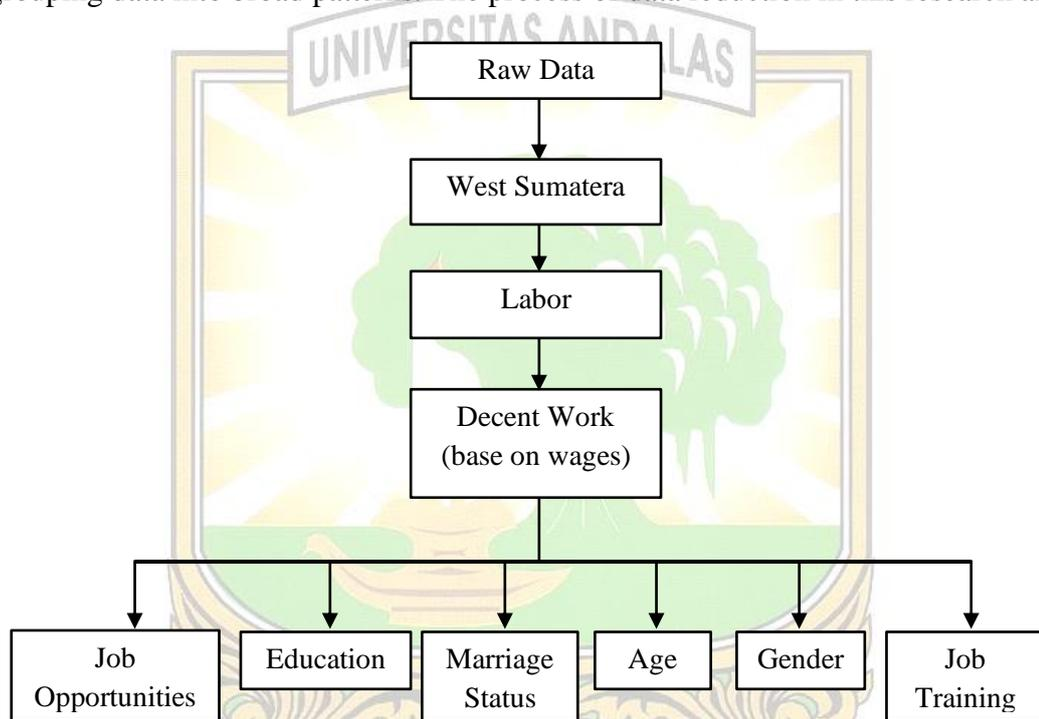 grouping data into broad patterns. The process of data reduction in this research
UNIVERSITAS ANDALAS
Raw Data
West Sumatera
Labor
Decent Work
(base on wages)
Job
Opportunities
Education
Marriage
Status
Age
Gender
Job
Training